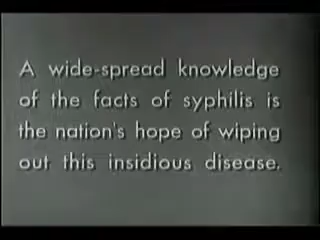 A wide-spread knowledge
of the facts of syphilis is
the nation's hope of wiping
out this insidious disease.